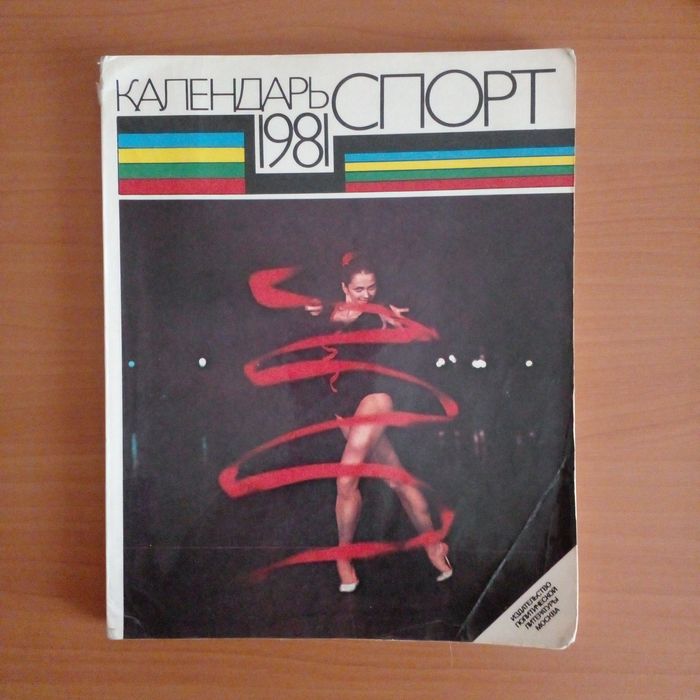 КАЛЕНДАРЬ СПОРТ
1981
ИЗДАТЕЛЬСТВО
ПОЛИТИЧЕСКОЙ
ЛИТЕРАТУРЫ
МОСКВА